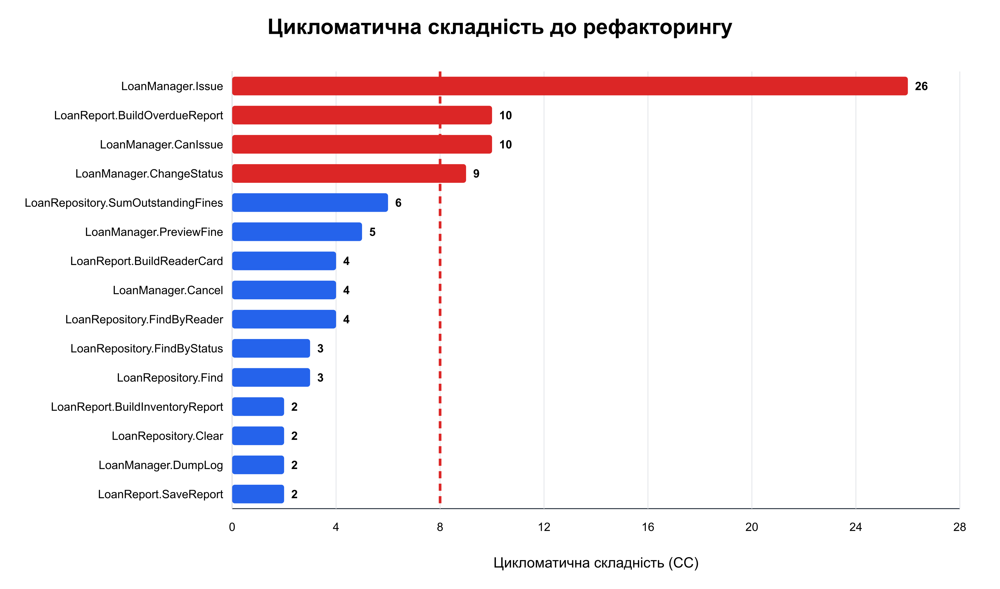 Цикломатична складність до рефакторингу
LoanManager.Issue 26
LoanReport.BuildOverdueReport 10
LoanManager.CanIssue 10
LoanManager.ChangeStatus 9
LoanRepository.SumOutstandingFines 6
LoanManager.PreviewFine 5
LoanReport.BuildReaderCard 4
LoanManager.Cancel 4
LoanRepository.FindByReader 4
LoanRepository.FindByStatus 3
LoanRepository.Find 3
LoanReport.BuildInventoryReport 2
LoanRepository.Clear 2
LoanManager.DumpLog 2
LoanReport.SaveReport 2
0 4 8 12 16 20 24 28
Цикломатична складність (CC)